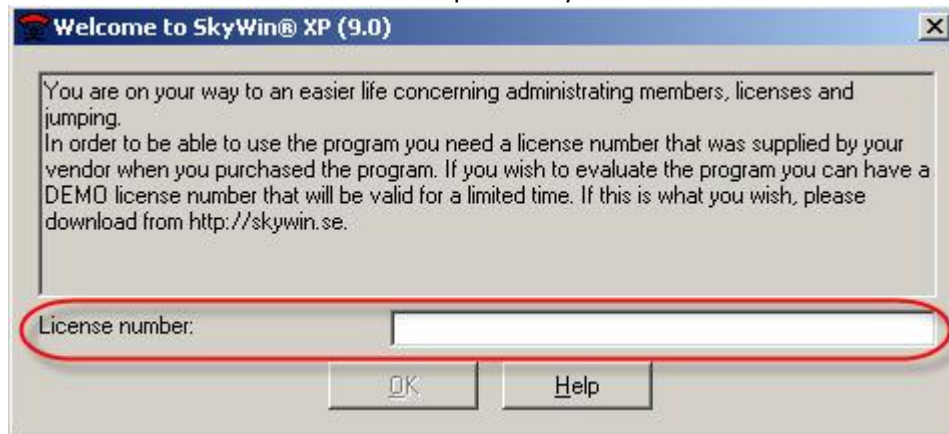 Welcome to SkyWin® XP (9.0)
You are on your way to an easier life concerning administrating members, licenses and
jumping.
In order to be able to use the program you need a license number that was supplied by your
vendor when you purchased the program. If you wish to evaluate the program you can have a
DEMO license number that will be valid for a limited time. If this is what you wish, please
download from http://skywin.se.
License number:
OK Help